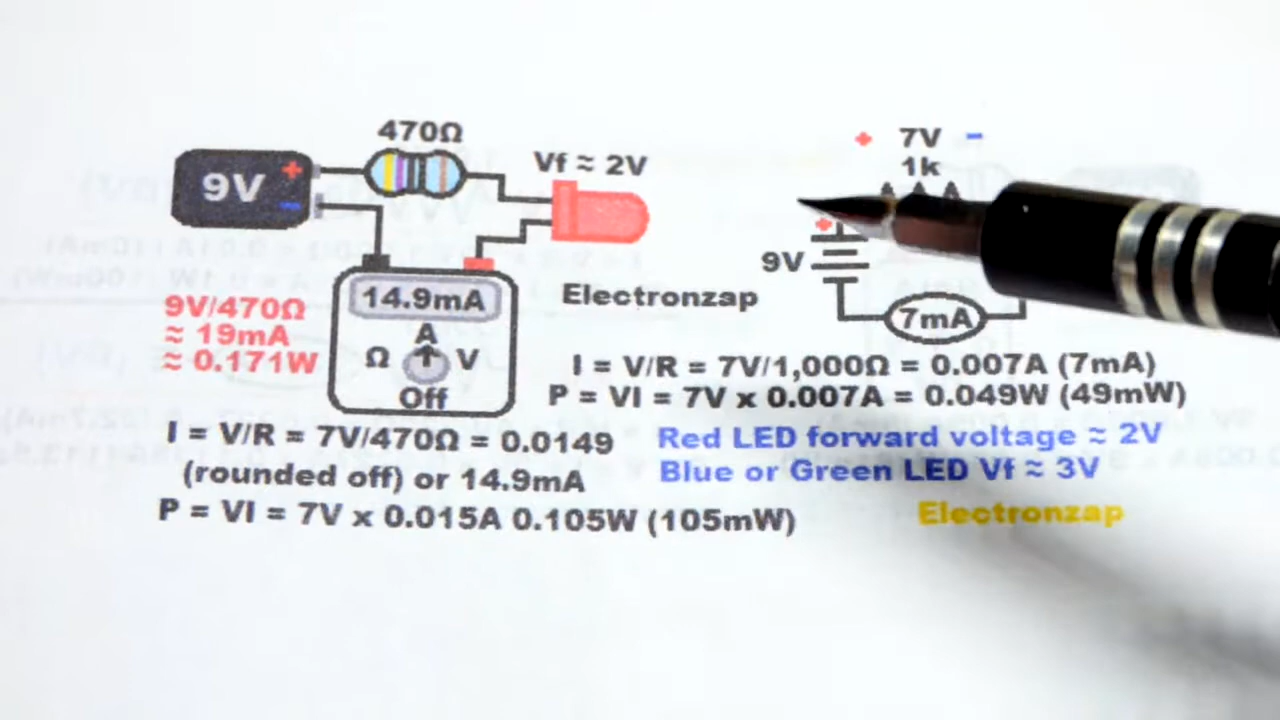 470Ω
9V
+
−
Vf ≈ 2V
14.9mA
A
Ω
V
Off
9V/470Ω
≈ 19mA
≈ 0.171W
Electronzap
+ 7V −
1k
+
9V
7mA
I = V/R = 7V/1,000Ω = 0.007A (7mA)
P = VI = 7V x 0.007A = 0.049W (49mW)
I = V/R = 7V/470Ω = 0.0149
(rounded off) or 14.9mA
P = VI = 7V x 0.015A 0.105W (105mW)
Red LED forward voltage ≈ 2V
Blue or Green LED Vf ≈ 3V
Electronzap